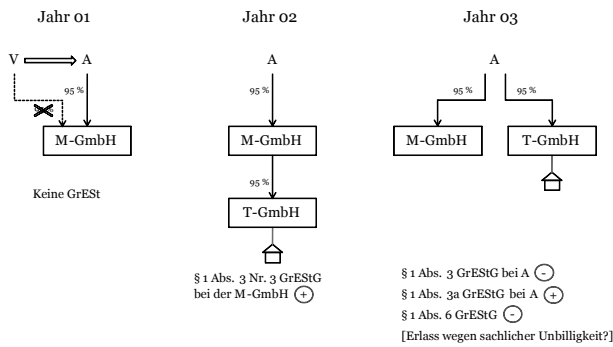 Jahr 01
Jahr 02
Jahr 03
V
A
95 %
M-GmbH
Keine GrESt
A
95 %
M-GmbH
95 %
T-GmbH
§ 1 Abs. 3 Nr. 3 GrEStG
bei der M-GmbH +
A
95 %
95 %
M-GmbH
T-GmbH
§ 1 Abs. 3 GrEStG bei A -
§ 1 Abs. 3a GrEStG bei A +
§ 1 Abs. 6 GrEStG -
[Erlass wegen sachlicher Unbilligkeit?]